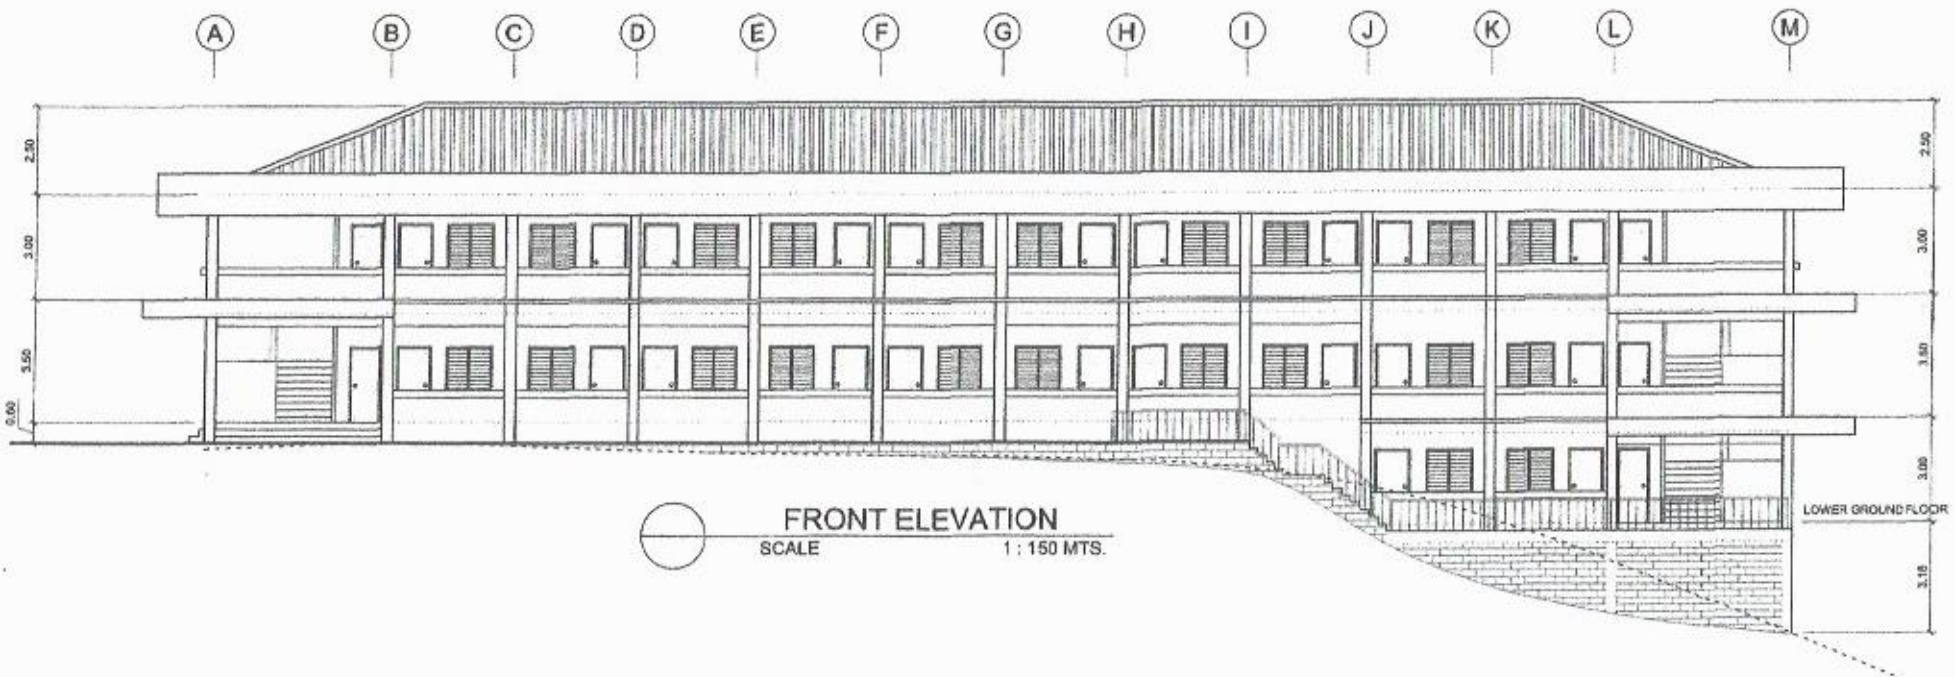 A B C D E F G H I J K L M
2.50
3.00
3.50
0.60
2.50
3.00
3.50
3.00
LOWER GROUND FLOOR
3.18
FRONT ELEVATION
SCALE 1 : 150 MTS.